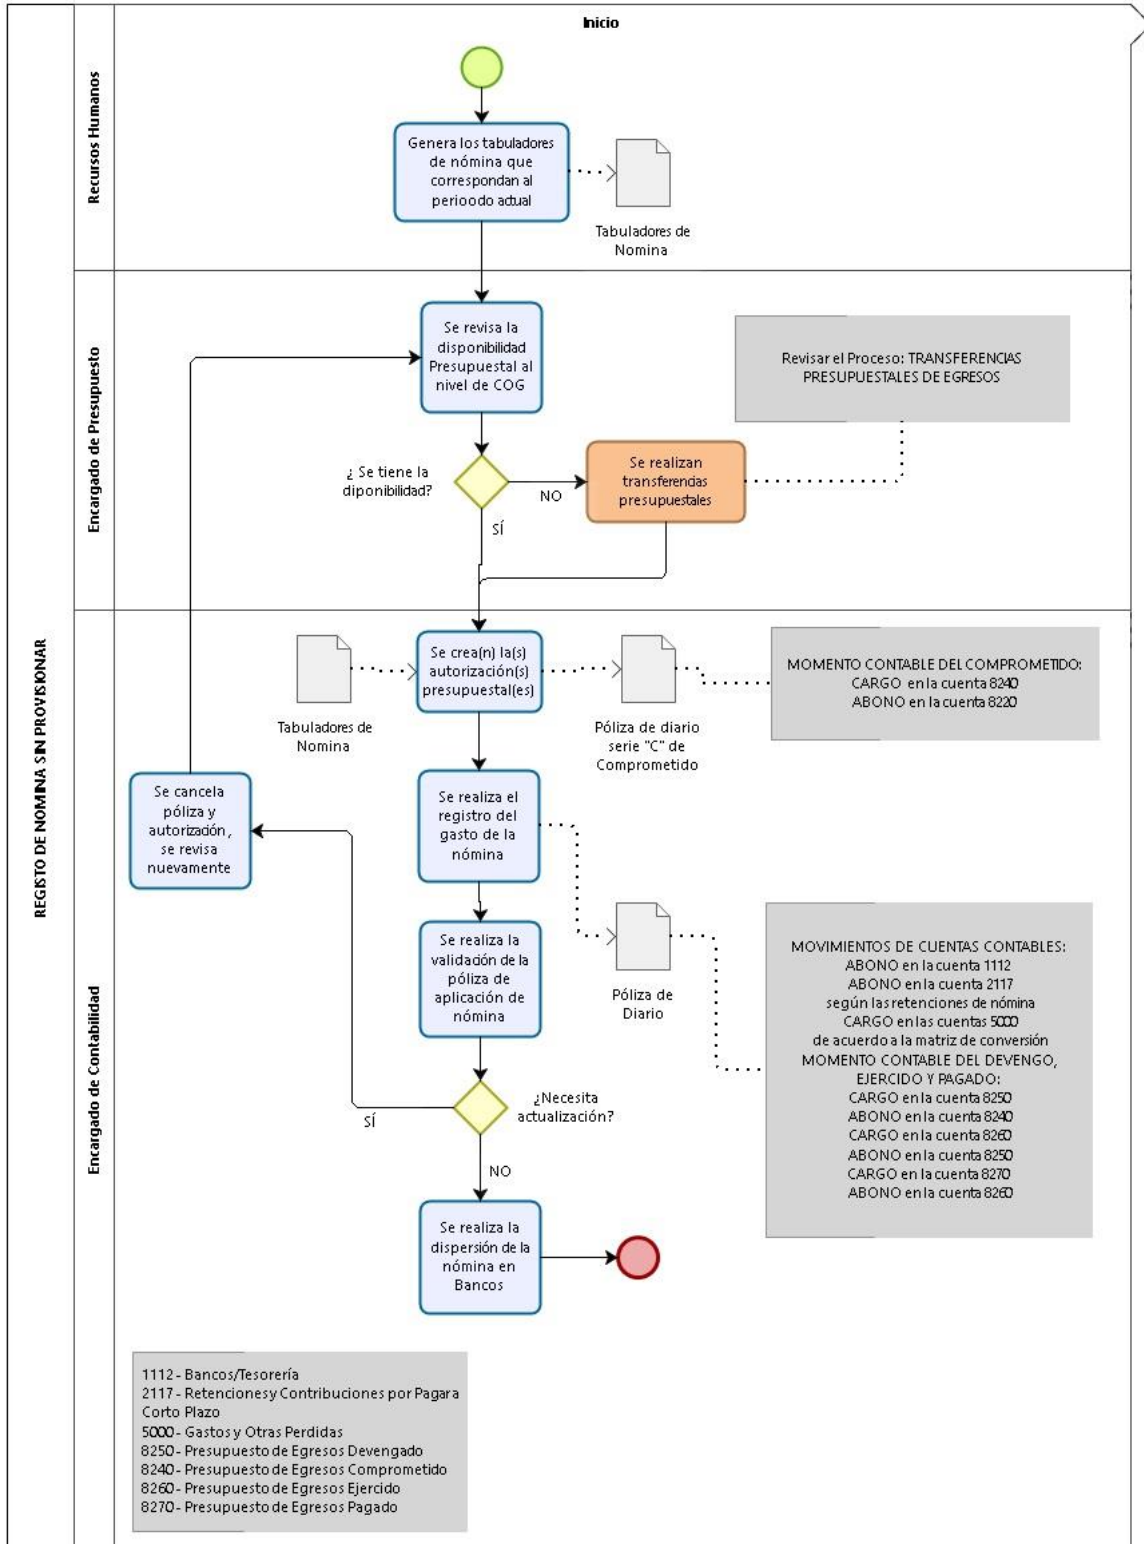 Inicio
REGISTO DE NOMINA SIN PROVISIONAR
Recursos Humanos
Genera los tabuladores
de nómina que
correspondan al
perioodo actual
Tabuladores de
Nomina
Encargado de Presupuesto
Se revisa la
disponibilidad
Presupuestal al
nivel de COG
¿ Se tiene la
diponibilidad?
NO
SÍ
Se realizan
transferencias
presupuestales
Revisar el Proceso: TRANSFERENCIAS
PRESUPUESTALES DE EGRESOS
Encargado de Contabilidad
Tabuladores de
Nomina
Se crea(n) la(s)
autorización(s)
presupuestal(es)
Póliza de diario
serie "C" de
Comprometido
MOMENTO CONTABLE DEL COMPROMETIDO:
CARGO en la cuenta 8240
ABONO en la cuenta 8220
Se cancela
póliza y
autorización,
se revisa
nuevamente
Se realiza el
registro del
gasto de la
nómina
Se realiza la
validación de la
póliza de
aplicación de
nómina
Póliza de
Diario
MOVIMIENTOS DE CUENTAS CONTABLES:
ABONO en la cuenta 1112
ABONO en la cuenta 2117
según las retenciones de nómina
CARGO en las cuentas 5000
de acuerdo a la matriz de conversión
MOMENTO CONTABLE DEL DEVENGO,
EJERCIDO Y PAGADO:
CARGO en la cuenta 8250
ABONO en la cuenta 8240
CARGO en la cuenta 8260
ABONO en la cuenta 8250
CARGO en la cuenta 8270
ABONO en la cuenta 8260
¿Necesita
actualización?
SÍ
NO
Se realiza la
dispersión de la
nómina en
Bancos
1112 - Bancos/Tesorería
2117 - Retenciones y Contribuciones por Pagar a
Corto Plazo
5000 - Gastos y Otras Perdidas
8250 - Presupuesto de Egresos Devengado
8240 - Presupuesto de Egresos Comprometido
8260 - Presupuesto de Egresos Ejercido
8270 - Presupuesto de Egresos Pagado